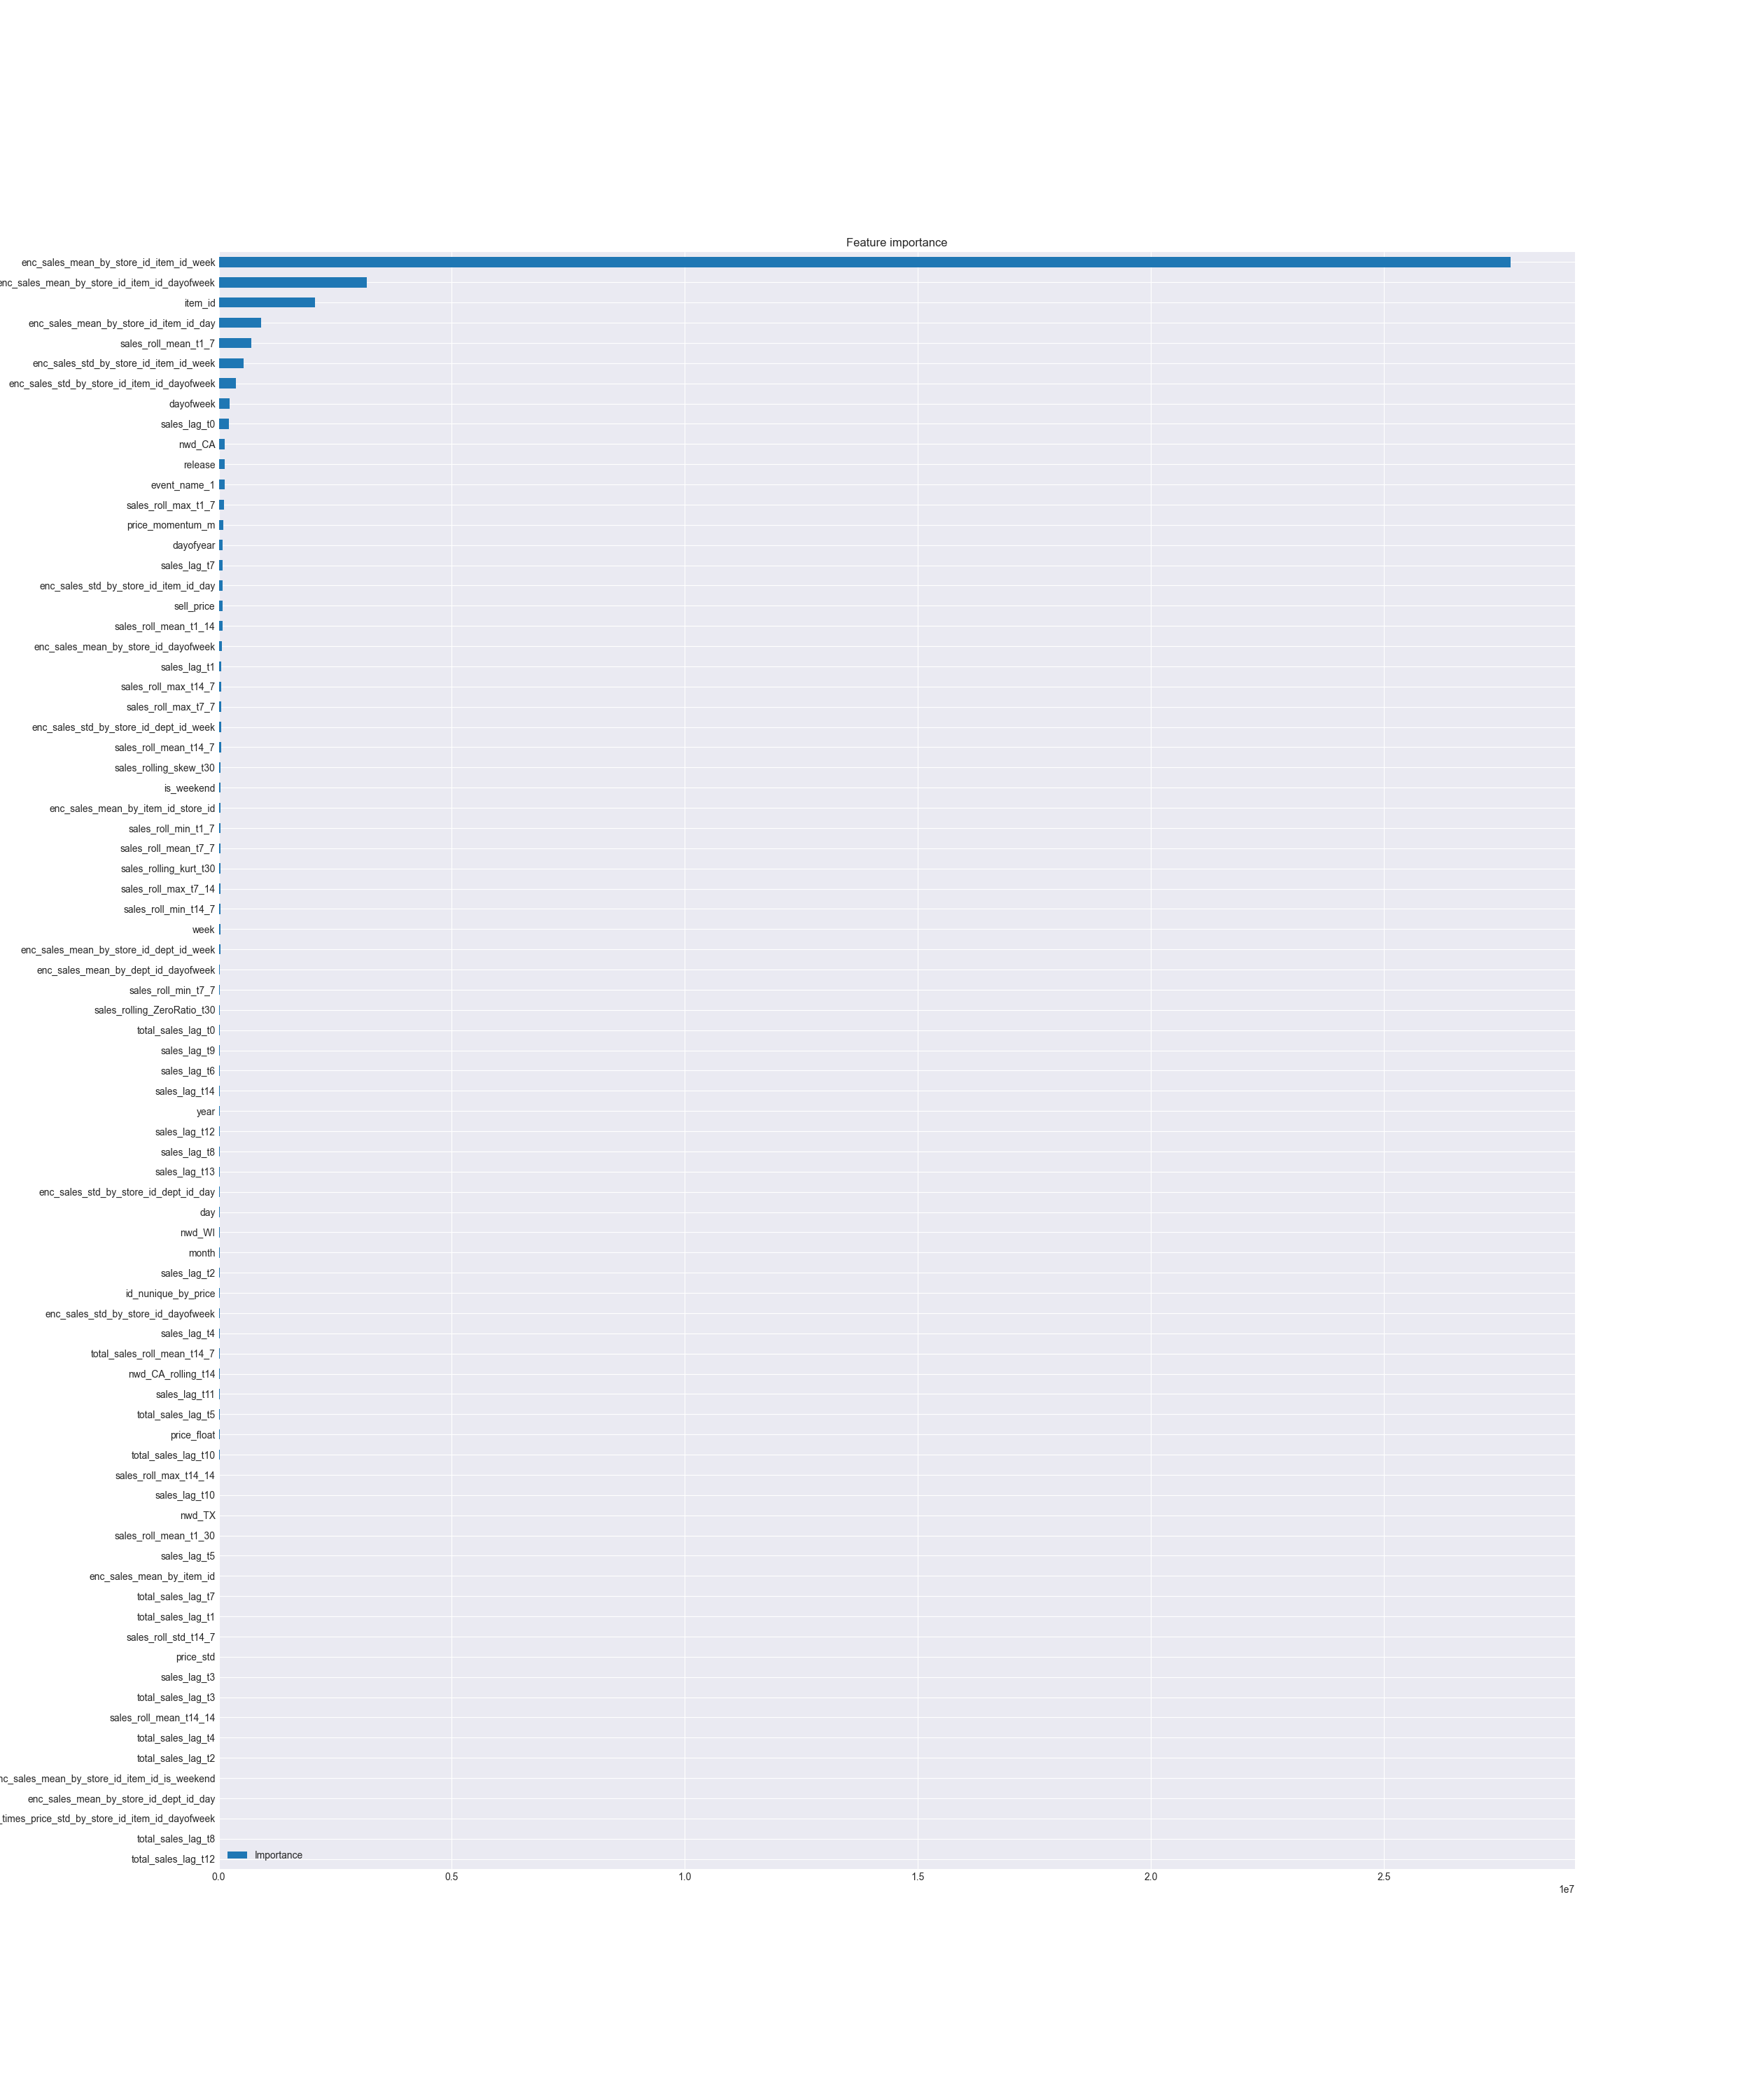 Feature importance
enc_sales_mean_by_store_id_item_id_week
enc_sales_mean_by_store_id_item_id_dayofweek
item_id
enc_sales_mean_by_store_id_item_id_day
sales_roll_mean_t1_7
enc_sales_std_by_store_id_item_id_week
enc_sales_std_by_store_id_item_id_dayofweek
dayofweek
sales_lag_t0
nwd_CA
release
event_name_1
sales_roll_max_t1_7
price_momentum_m
dayofyear
sales_lag_t7
enc_sales_std_by_store_id_item_id_day
sell_price
sales_roll_mean_t1_14
enc_sales_mean_by_store_id_dayofweek
sales_lag_t1
sales_roll_max_t14_7
sales_roll_max_t7_7
enc_sales_std_by_store_id_dept_id_week
sales_roll_mean_t14_7
sales_rolling_skew_t30
is_weekend
enc_sales_mean_by_item_id_store_id
sales_roll_min_t1_7
sales_roll_mean_t7_7
sales_rolling_kurt_t30
sales_roll_max_t7_14
sales_roll_min_t14_7
week
enc_sales_mean_by_store_id_dept_id_week
enc_sales_mean_by_dept_id_dayofweek
sales_roll_min_t7_7
sales_rolling_ZeroRatio_t30
total_sales_lag_t0
sales_lag_t9
sales_lag_t6
sales_lag_t14
year
sales_lag_t12
sales_lag_t8
sales_lag_t13
enc_sales_std_by_store_id_dept_id_day
day
nwd_WI
month
sales_lag_t2
id_nunique_by_price
enc_sales_std_by_store_id_dayofweek
sales_lag_t4
total_sales_roll_mean_t14_7
nwd_CA_rolling_t14
sales_lag_t11
total_sales_lag_t5
price_float
total_sales_lag_t10
sales_roll_max_t14_14
sales_lag_t10
nwd_TX
sales_roll_mean_t1_30
sales_lag_t5
enc_sales_mean_by_item_id
total_sales_lag_t7
total_sales_lag_t1
sales_roll_std_t14_7
price_std
sales_lag_t3
total_sales_lag_t3
sales_roll_mean_t14_14
total_sales_lag_t4
total_sales_lag_t2
nc_sales_mean_by_store_id_item_id_is_weekend
enc_sales_mean_by_store_id_dept_id_day
_times_price_std_by_store_id_item_id_dayofweek
total_sales_lag_t8
total_sales_lag_t12
Importance
0.0 0.5 1.0 1.5 2.0 2.5
1e7